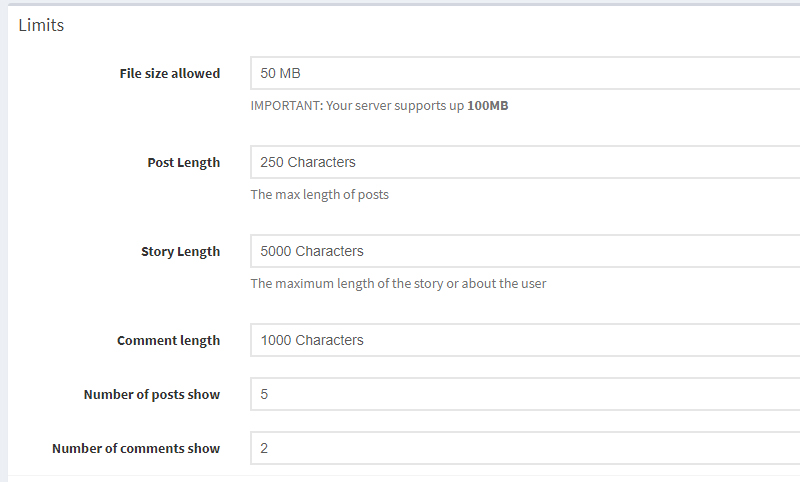 Limits
File size allowed 50 MB
IMPORTANT: Your server supports up 100MB
Post Length 250 Characters
The max length of posts
Story Length 5000 Characters
The maximum length of the story or about the user
Comment length 1000 Characters
Number of posts show 5
Number of comments show 2